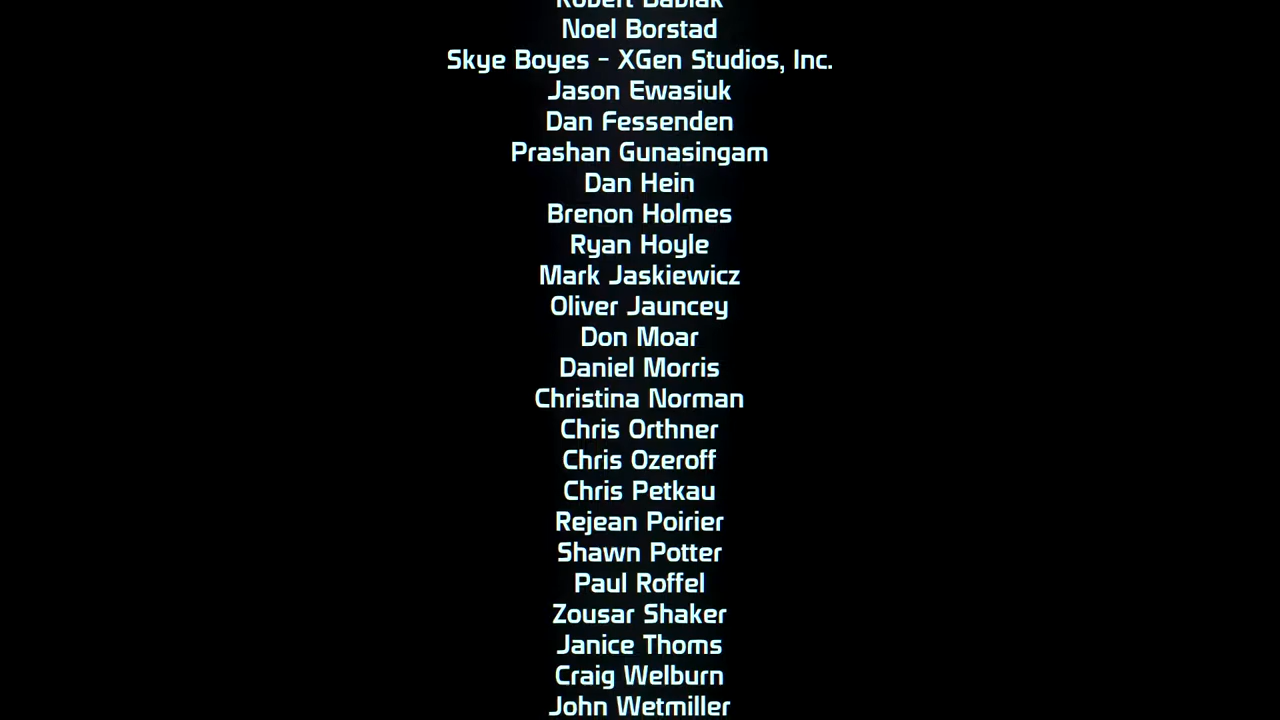 Robert Babiak
Noel Borstad
Skye Boyes - XGen Studios, Inc.
Jason Ewasiuk
Dan Fessenden
Prashan Gunasingam
Dan Hein
Brenon Holmes
Ryan Hoyle
Mark Jaskiewicz
Oliver Jauncey
Don Moar
Daniel Morris
Christina Norman
Chris Orthner
Chris Ozeroff
Chris Petkau
Rejean Poirier
Shawn Potter
Paul Roffel
Zousar Shaker
Janice Thoms
Craig Welburn
John Wetmiller